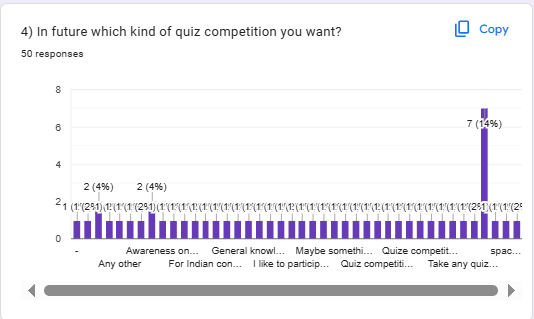 4) In future which kind of quiz competition you want?
Copy
50 responses
8
6
4
2
0
7 (14%)
2 (4%)
2 (4%)
-
Awareness on...
General knowl...
Maybe somethi...
Quize competit...
spac...
Any other
For Indian con...
I like to particip...
Quiz competiti...
Take any quiz...